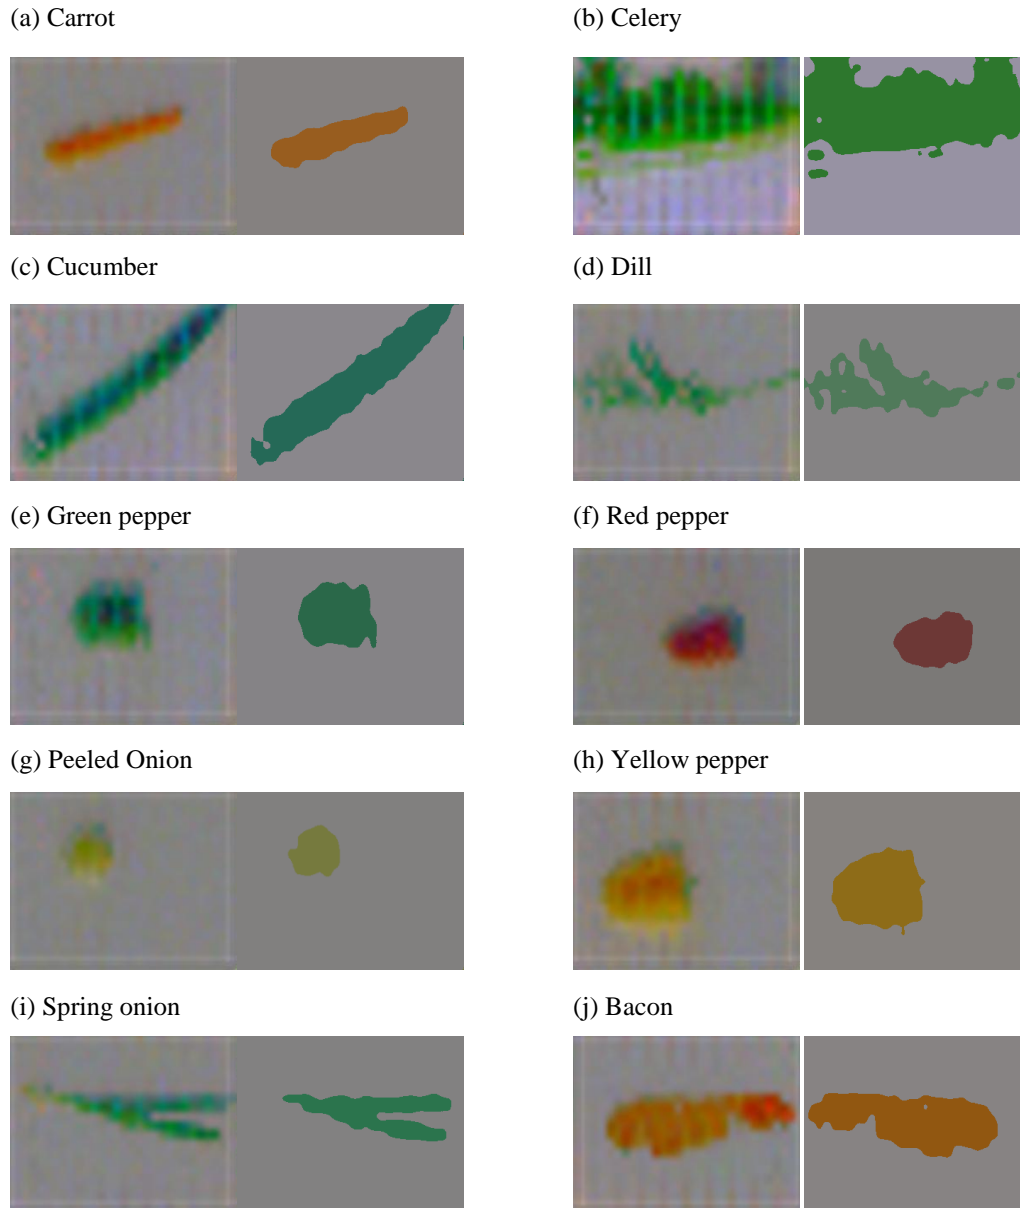 (a) Carrot
(b) Celery
(c) Cucumber
(d) Dill
(e) Green pepper
(f) Red pepper
(g) Peeled Onion
(h) Yellow pepper
(i) Spring onion
(j) Bacon